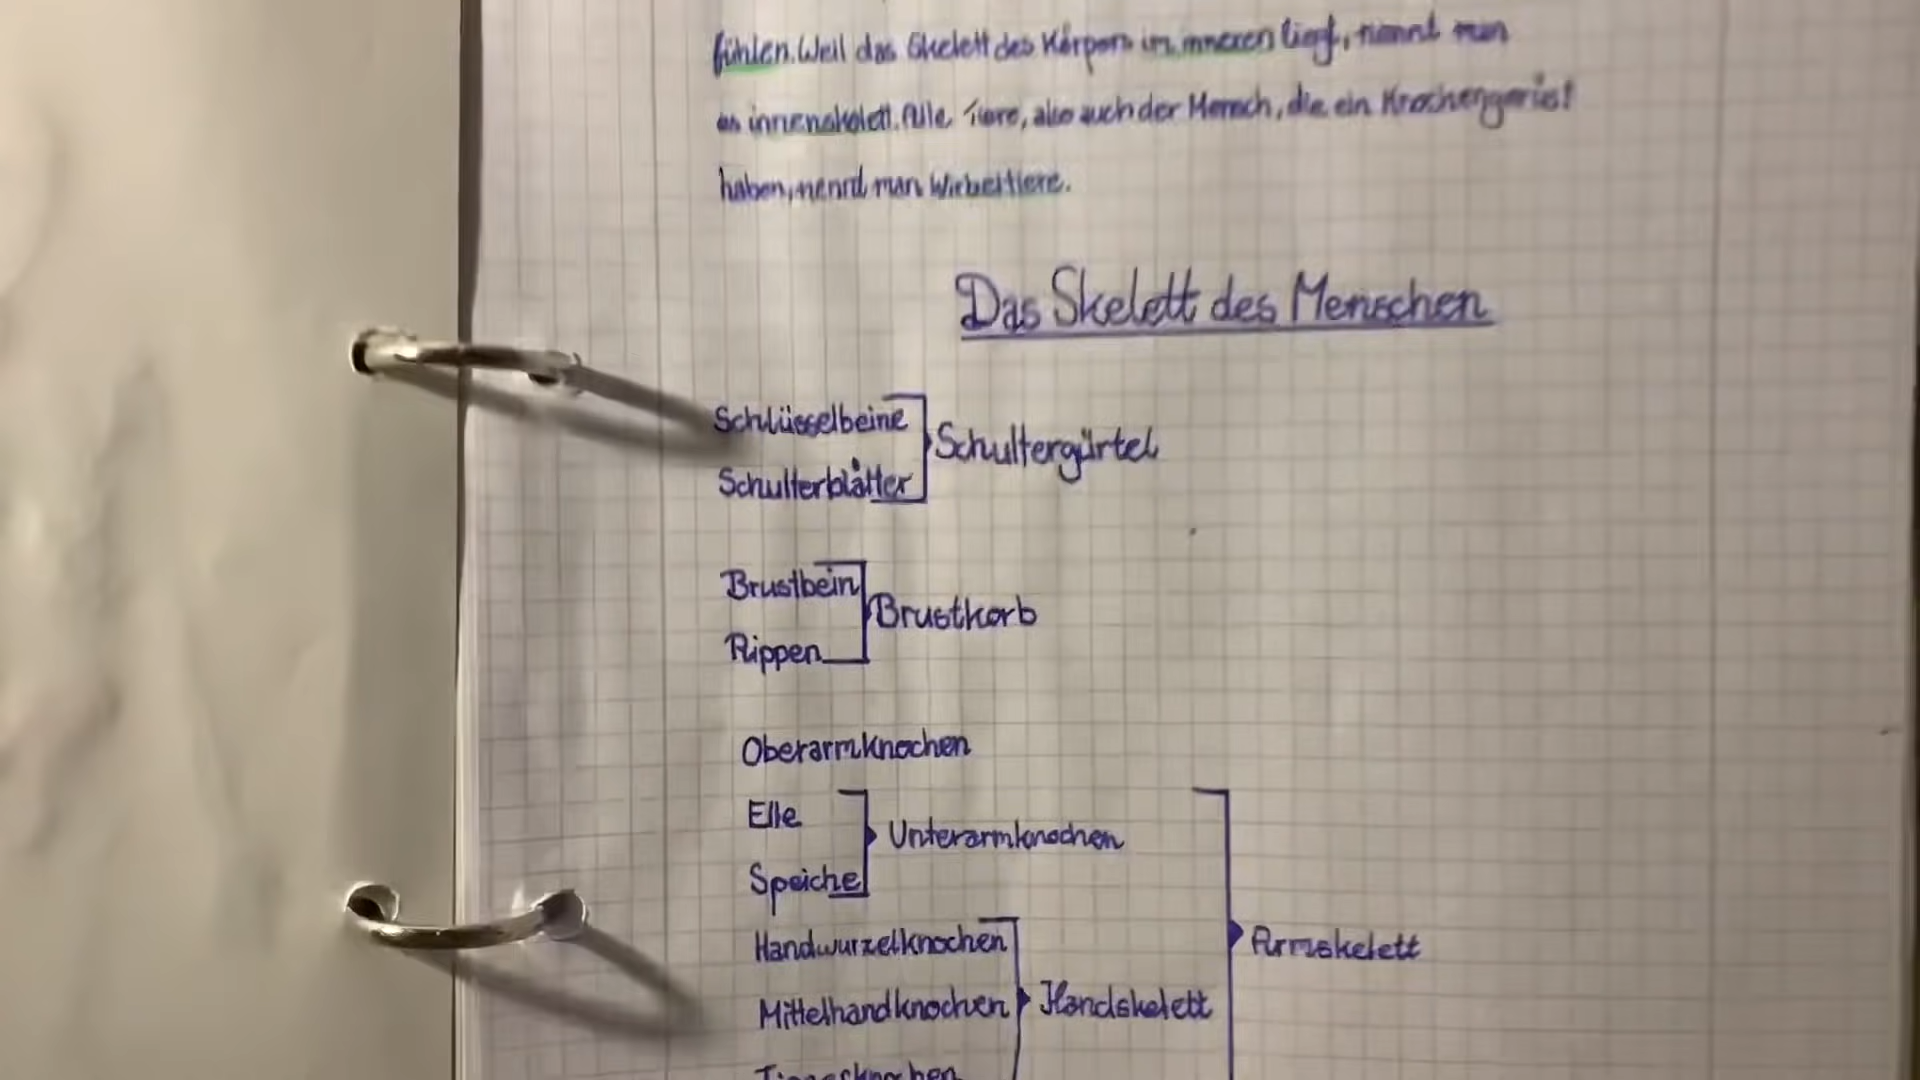 fühlen. Weil das Skelett des Körpers im inneren liegt, nennt man
es innenskelett. Alle Tiere, also auch der Mensch, die ein Knochengerüst
haben, nennt man Wirbeltiere.
Das Skelett des Menschen
Schlüsselbeine
Schultergürtel
Schulterblätter
Brustbein
Brustkorb
Rippen
Oberarmknochen
Elle
Unterarmknochen
Speiche
Handwurzelknochen
Armskelett
Mittelhandknochen
Handskelett